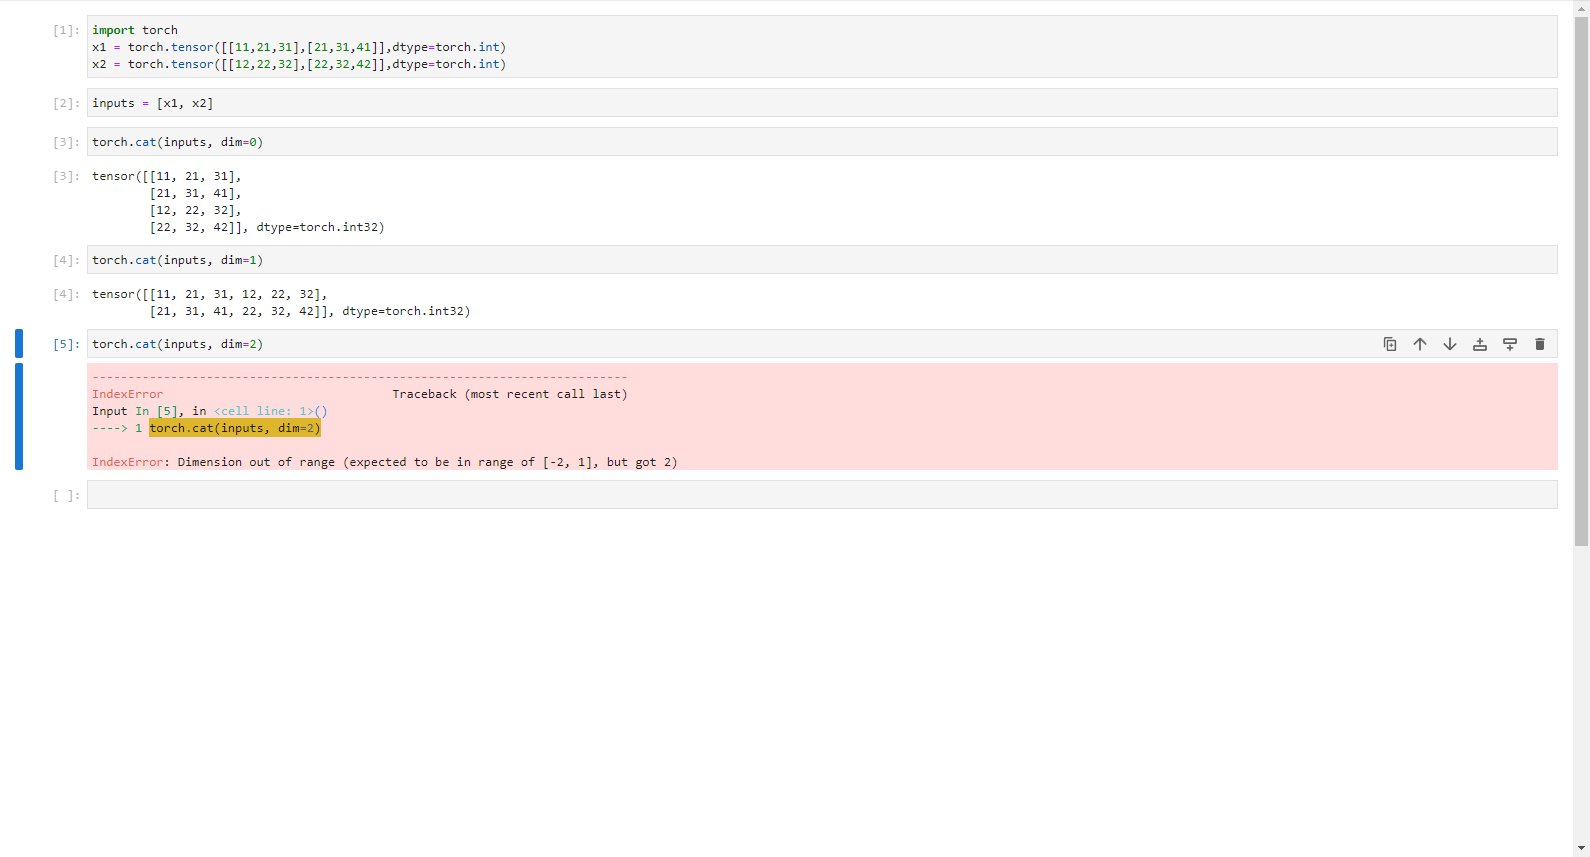 [1]: import torch
x1 = torch.tensor([[11,21,31],[21,31,41]],dtype=torch.int)
x2 = torch.tensor([[12,22,32],[22,32,42]],dtype=torch.int)
[2]: inputs = [x1, x2]
[3]: torch.cat(inputs, dim=0)
[3]: tensor([[11, 21, 31],
        [21, 31, 41],
        [12, 22, 32],
        [22, 32, 42]], dtype=torch.int32)
[4]: torch.cat(inputs, dim=1)
[4]: tensor([[11, 21, 31, 12, 22, 32],
        [21, 31, 41, 22, 32, 42]], dtype=torch.int32)
[5]: torch.cat(inputs, dim=2)
---------------------------------------------------------------------------
IndexError                                Traceback (most recent call last)
Input In [5], in <cell line: 1>()
----> 1 torch.cat(inputs, dim=2)
IndexError: Dimension out of range (expected to be in range of [-2, 1], but got 2)
[ ]: